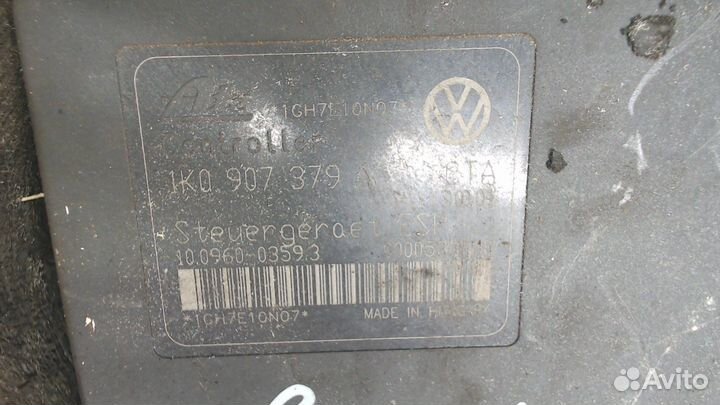 Ate *1GH7E10N07*
Controller
1K0 907 379 A
Steuergeraet ESP
10.0960-0359.3
*1GH7E10N07* MADE IN HUNGARY
Avito